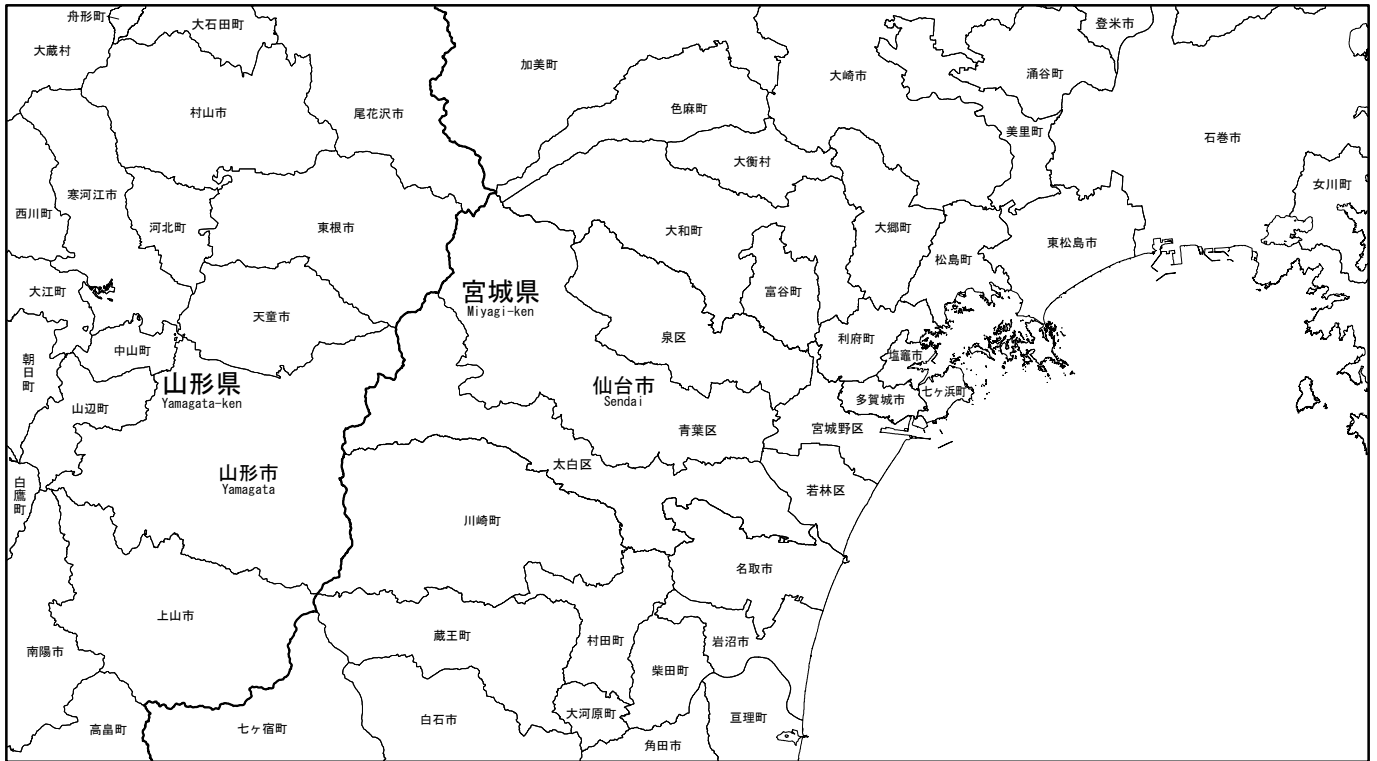 舟形町
大石田町
登米市
大蔵村
加美町
大崎市
涌谷町
村山市
尾花沢市
色麻町
美里町
石巻市
大衡村
寒河江市
女川町
西川町
河北町
東根市
大和町
大郷町
東松島市
松島町
大江町
宮城県
Miyagi-ken
富谷町
天童市
泉区
利府町
中山町
塩竈市
朝日町
山形県
Yamagata-ken
仙台市
Sendai
七ヶ浜町
多賀城市
山辺町
青葉区
宮城野区
太白区
山形市
Yamagata
白鷹町
若林区
川崎町
名取市
上山市
蔵王町
村田町
岩沼市
南陽市
柴田町
大河原町
亘理町
白石市
高畠町
七ヶ宿町
角田市